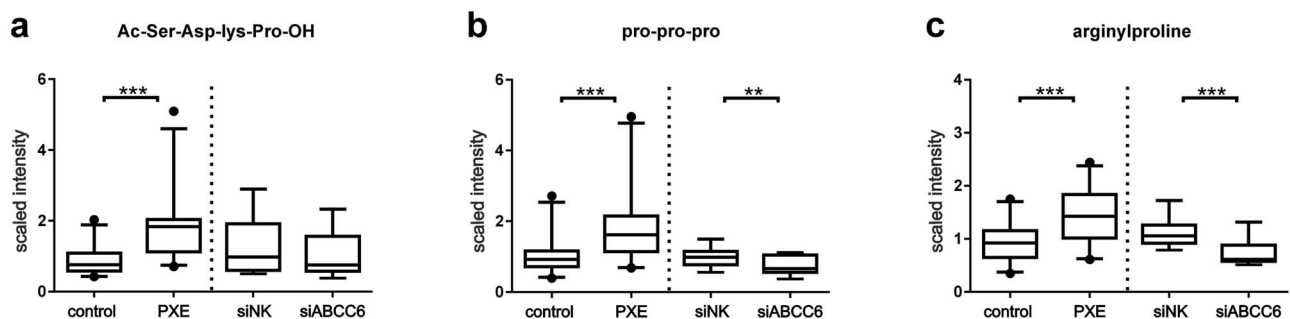 a
Ac-Ser-Asp-lys-Pro-OH
scaled intensity
6
4
2
0
***
control
PXE
siNK
siABCC6
b
pro-pro-pro
scaled intensity
6
4
2
0
***
**
control
PXE
siNK
siABCC6
c
arginylproline
scaled intensity
4
3
2
1
0
***
***
control
PXE
siNK
siABCC6